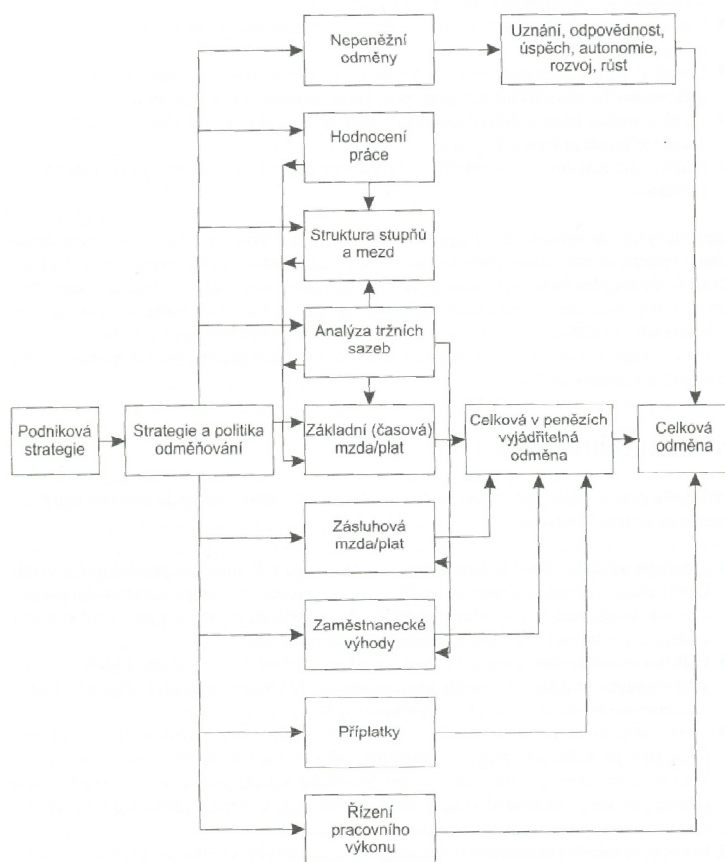 Nepeněžní
odměny
Uznání, odpovědnost,
úspěch, autonomie,
rozvoj, růst
Hodnocení
práce
Struktura stupňů
a mezd
Analýza tržních
sazeb
Podniková
strategie
Strategie a politika
odměňování
Základní (časová)
mzda/plat
Celková v penězích
vyjádřitelná
odměna
Celková
odměna
Zásluhová
mzda/plat
Zaměstnanecké
výhody
Příplatky
Řízení
pracovního
výkonu